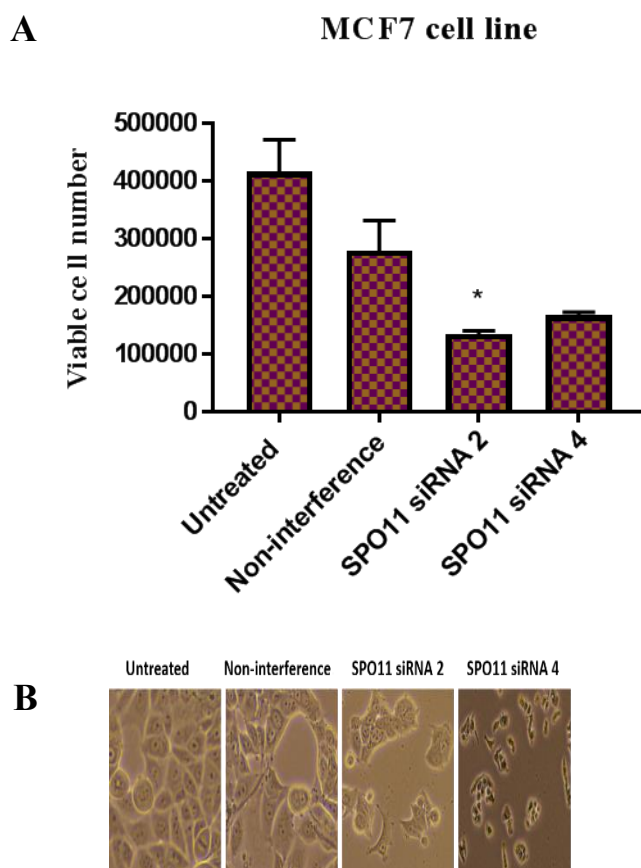 A
MCF7 cell line
Viable cell number
500000
400000
300000
200000
100000
0
*
Untreated
Non-interference
SPO11 siRNA 2
SPO11 siRNA 4
B
Untreated
Non-interference
SPO11 siRNA 2
SPO11 siRNA 4